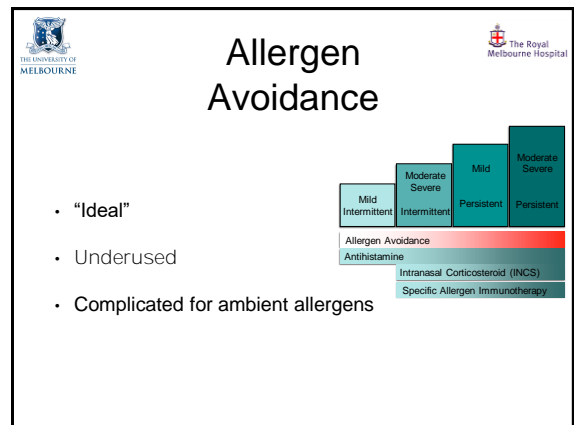 THE UNIVERSITY OF
MELBOURNE
Allergen
Avoidance
The Royal
Melbourne Hospital
• “Ideal”
• Underused
• Complicated for ambient allergens
Mild
Intermittent
Moderate
Severe
Intermittent
Mild
Persistent
Moderate
Severe
Persistent
Allergen Avoidance
Antihistamine
Intranasal Corticosteroid (INCS)
Specific Allergen Immunotherapy